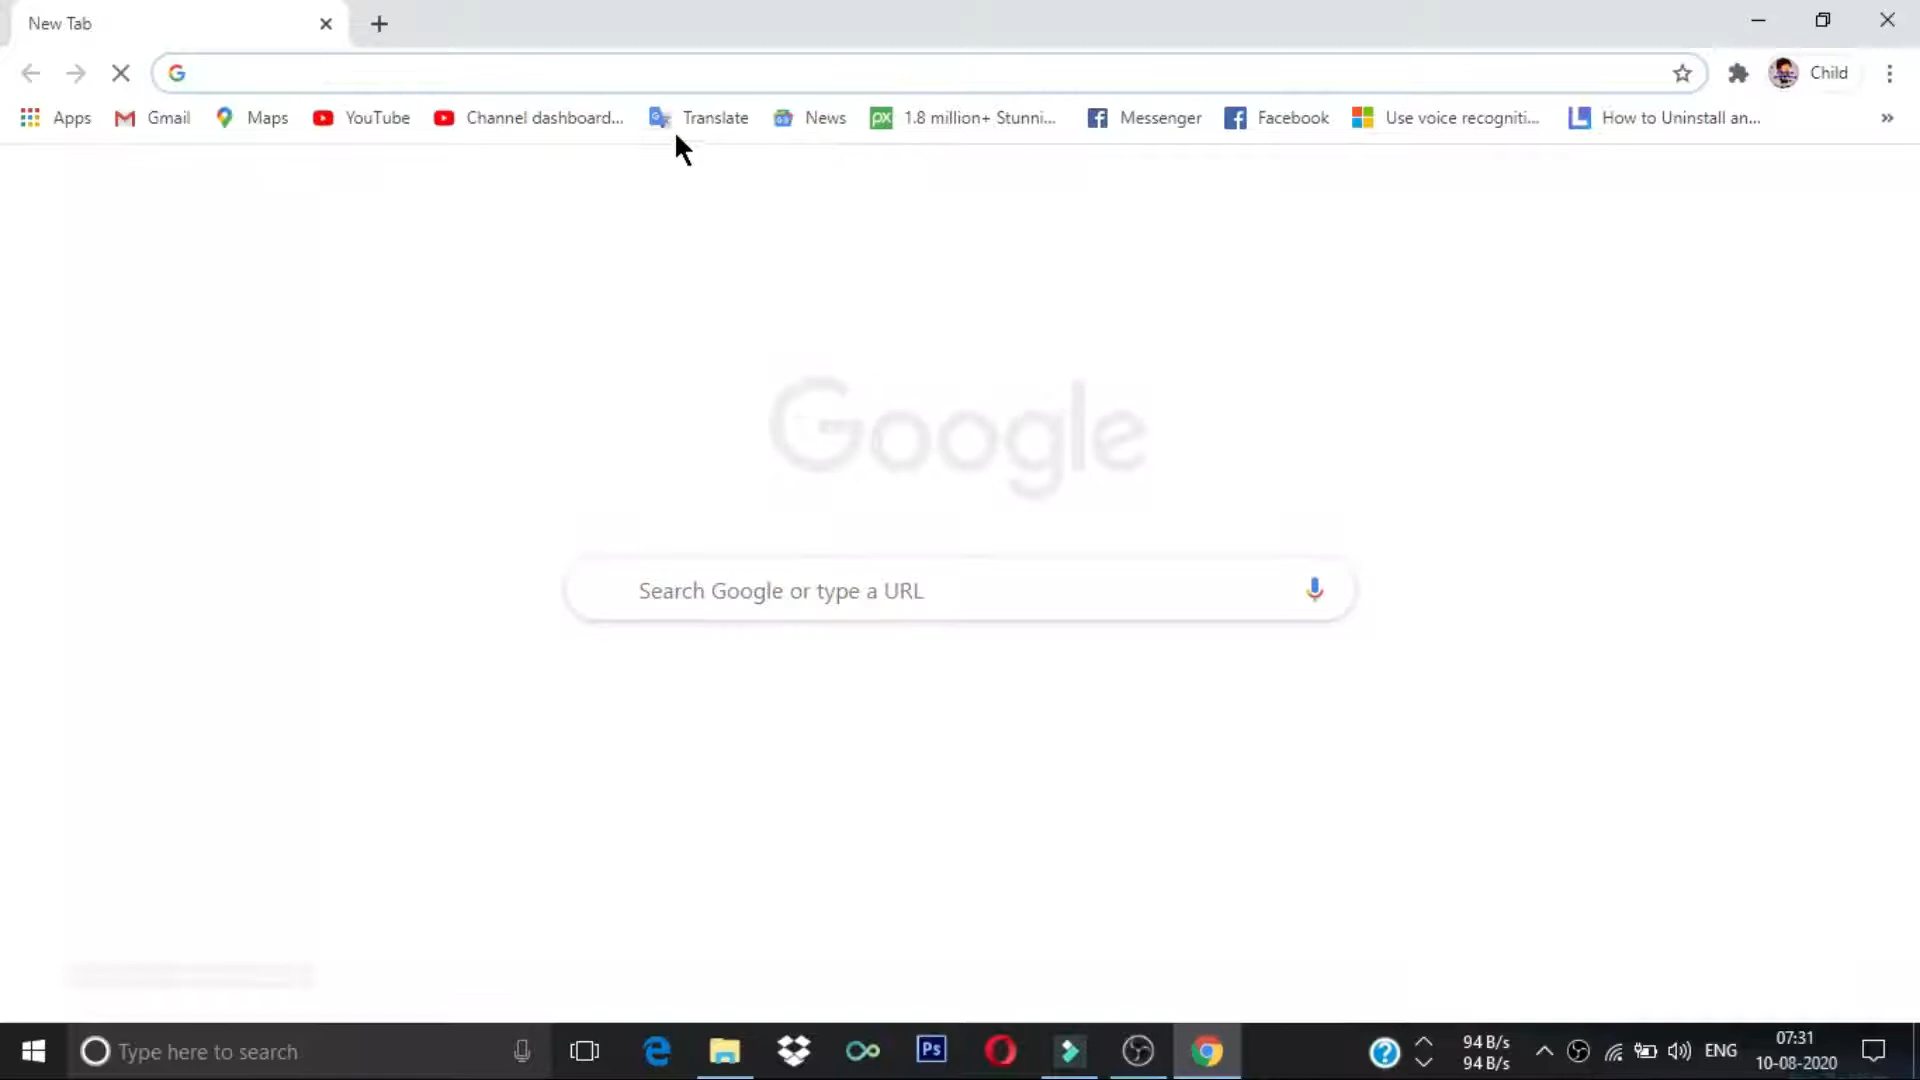 New Tab
Child
Apps
Gmail
Maps
YouTube
Channel dashboard...
Translate
News
px
1.8 million+ Stunni...
Messenger
Facebook
Use voice recogniti...
How to Uninstall an...
Google
Search Google or type a URL
Type here to search
Ps
94 B/s
94 B/s
ENG
07:31
10-08-2020